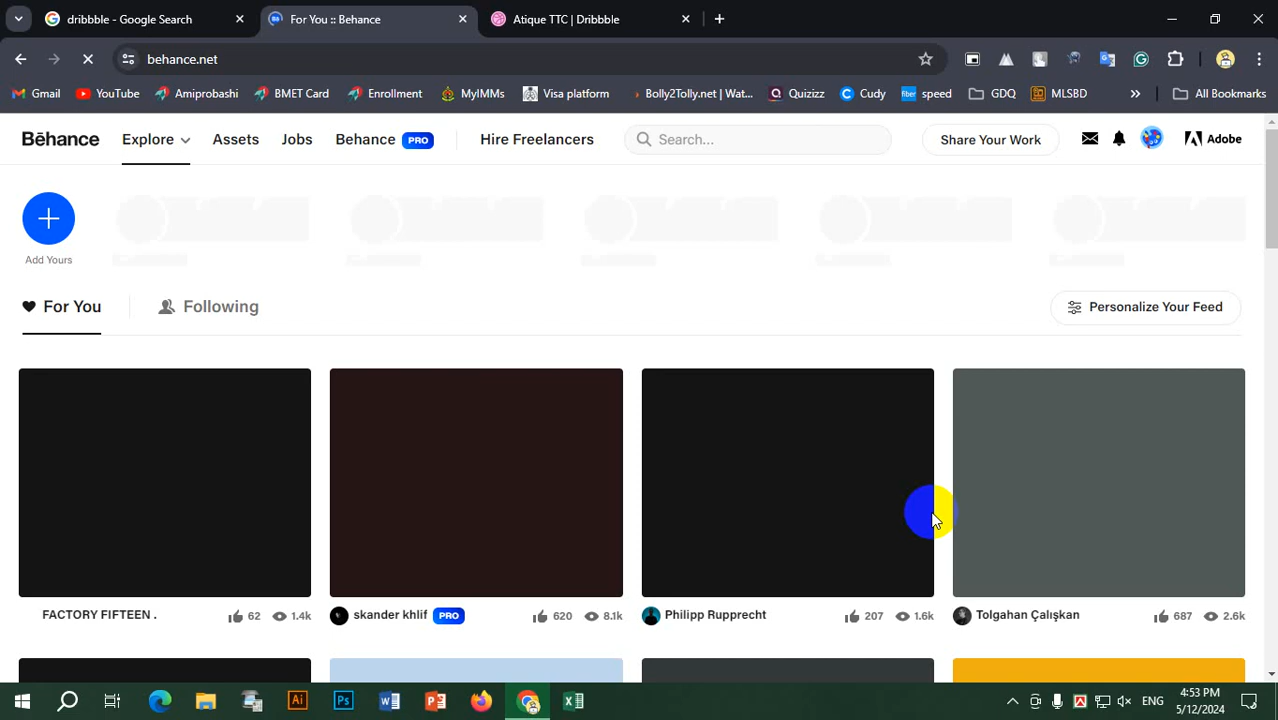 dribbble - Google Search
For You :: Behance
Atique TTC | Dribbble
behance.net
Gmail
YouTube
Amiprobashi
BMET Card
Enrollment
MyIMMs
Visa platform
Bolly2Tolly.net | Wat...
Quizizz
Cudy
fiber speed
GDQ
MLSBD
All Bookmarks
Bēhance
Explore
Assets
Jobs
Behance PRO
Hire Freelancers
Search...
Share Your Work
Adobe
Add Yours
For You
Following
Personalize Your Feed
FACTORY FIFTEEN .
62
1.4k
skander khlif PRO
620
8.1k
Philipp Rupprecht
207
1.6k
Tolgahan Çalışkan
687
2.6k
ENG
4:53 PM
5/12/2024